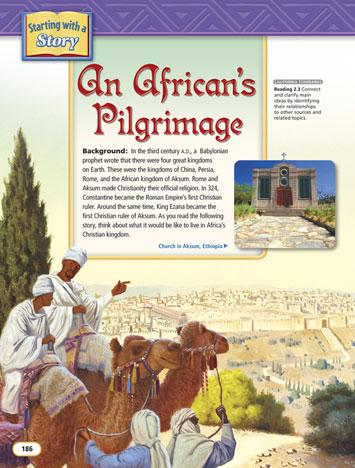 Starting with a
Story
An African's
Pilgrimage
CALIFORNIA STANDARDS
Reading 2.3 Connect
and clarify main
ideas by identifying
their relationships
to other sources and
related topics.
Background: In the third century A.D., a Babylonian
prophet wrote that there were four great kingdoms
on Earth. These were the kingdoms of China, Persia,
Rome, and the African kingdom of Aksum. Rome and
Aksum made Christianity their official religion. In 324,
Constantine became the Roman Empire's first Christian
ruler. Around the same time, King Ezana became the
first Christian ruler of Aksum. As you read the following
story, think about what it would be like to live in Africa's
Christian kingdom.
Church in Aksum, Ethiopia ▶
186